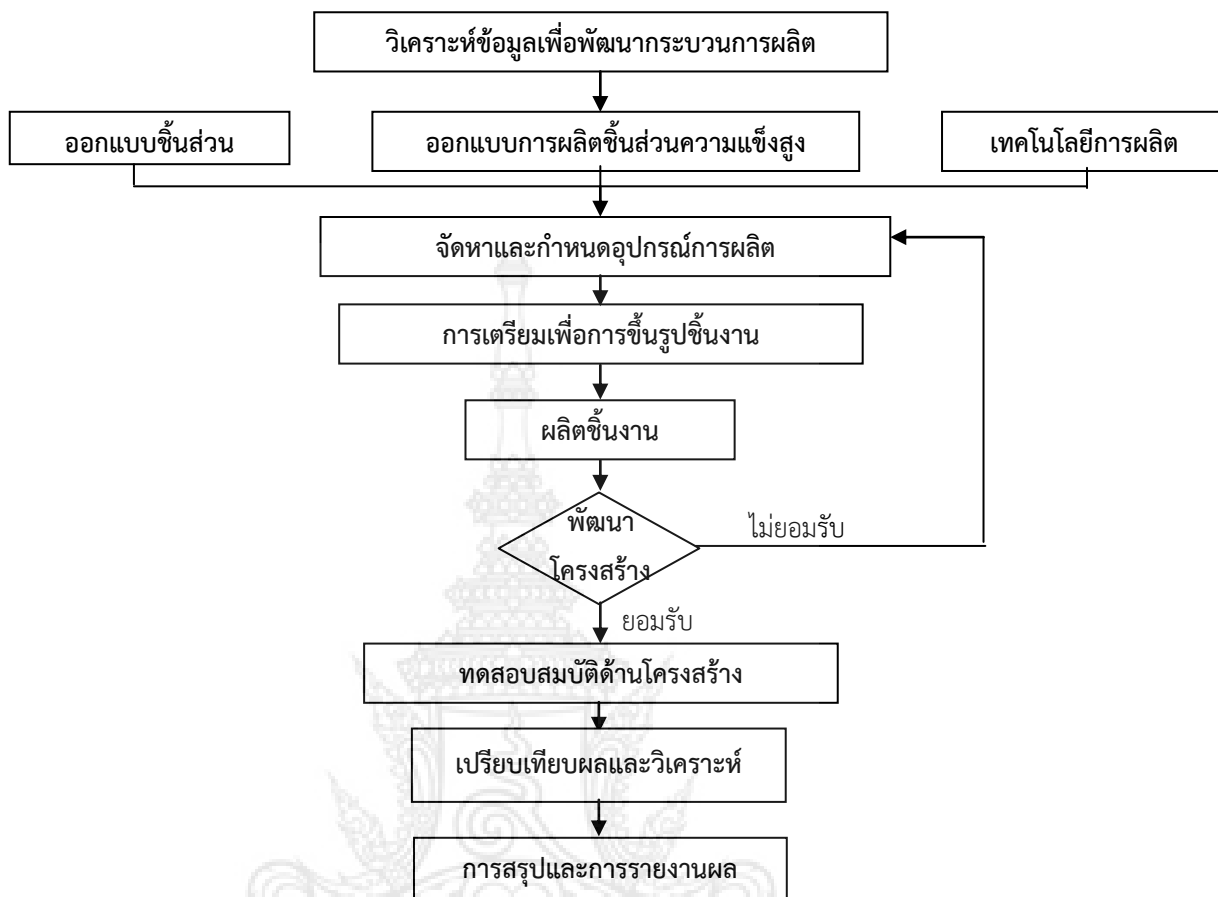 วิเคราะห์ข้อมูลเพื่อพัฒนากระบวนการผลิต
ออกแบบชิ้นส่วน
ออกแบบการผลิตชิ้นส่วนความแข็งสูง
เทคโนโลยีการผลิต
จัดหาและกำหนดอุปกรณ์การผลิต
การเตรียมเพื่อการขึ้นรูปชิ้นงาน
ผลิตชิ้นงาน
พัฒนา
โครงสร้าง
ไม่ยอมรับ
ยอมรับ
ทดสอบสมบัติด้านโครงสร้าง
เปรียบเทียบผลและวิเคราะห์
การสรุปและการรายงานผล